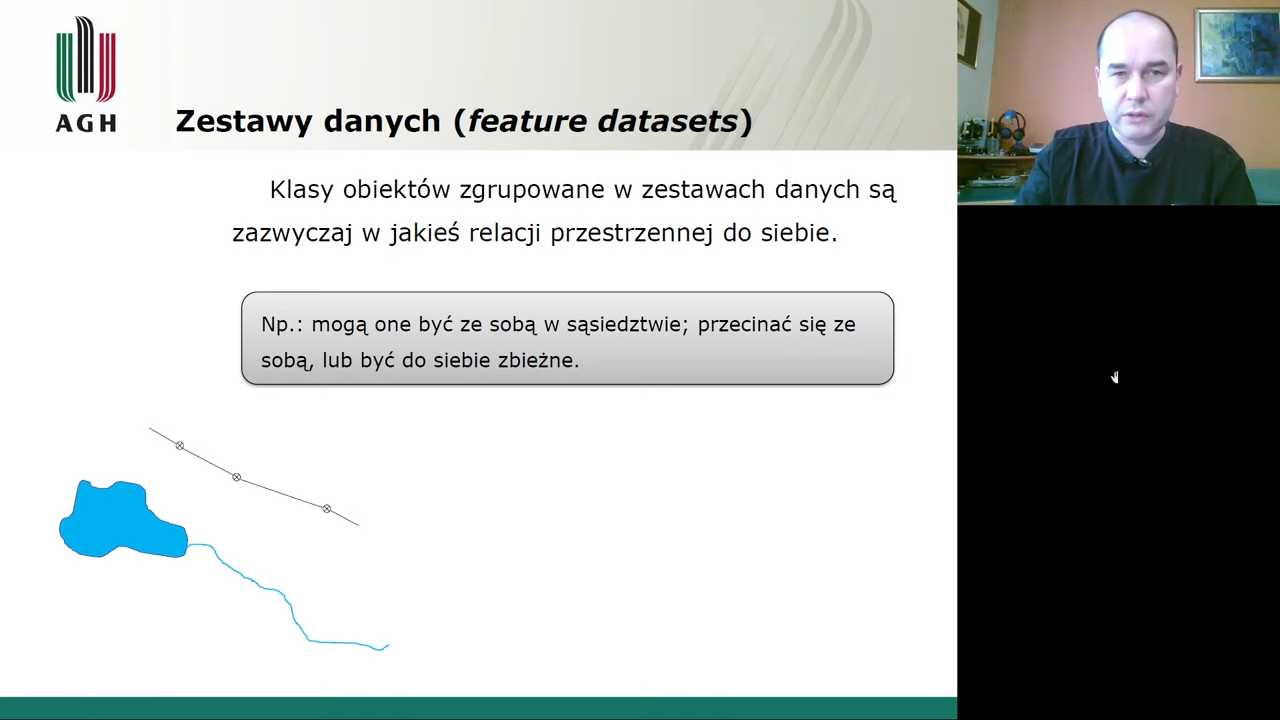 AGH
Zestawy danych (feature datasets)
Klasy obiektów zgrupowane w zestawach danych są
zazwyczaj w jakieś relacji przestrzennej do siebie.
Np.: mogą one być ze sobą w sąsiedztwie; przecinać się ze
sobą, lub być do siebie zbieżne.